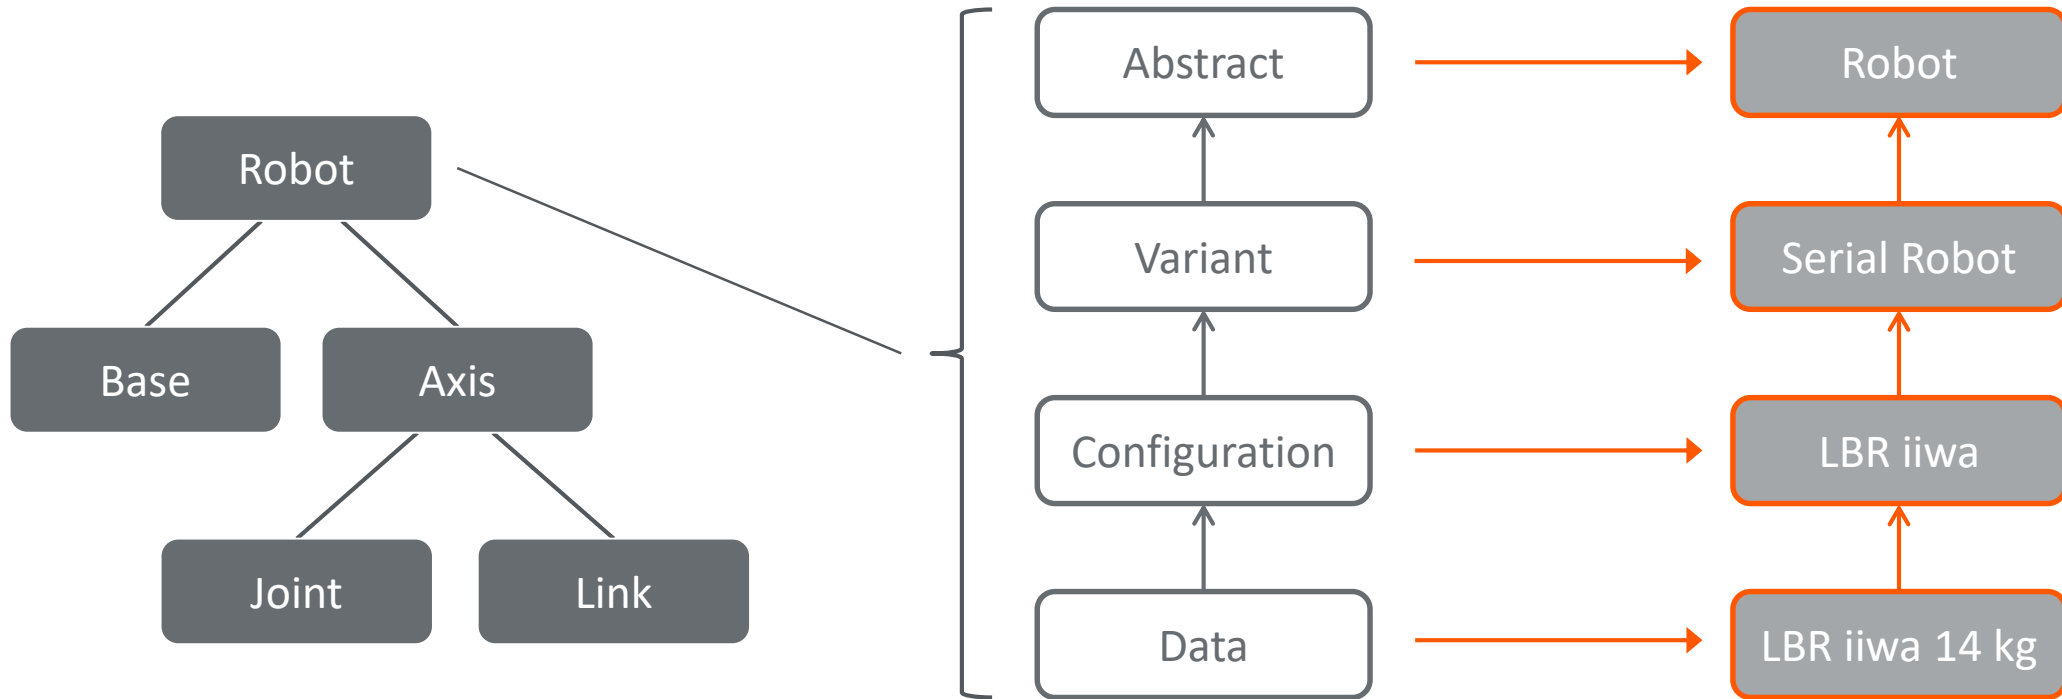 Robot
Base
Axis
Joint
Link
Abstract
Variant
Configuration
Data
Robot
Serial Robot
LBR iiwa
LBR iiwa 14 kg